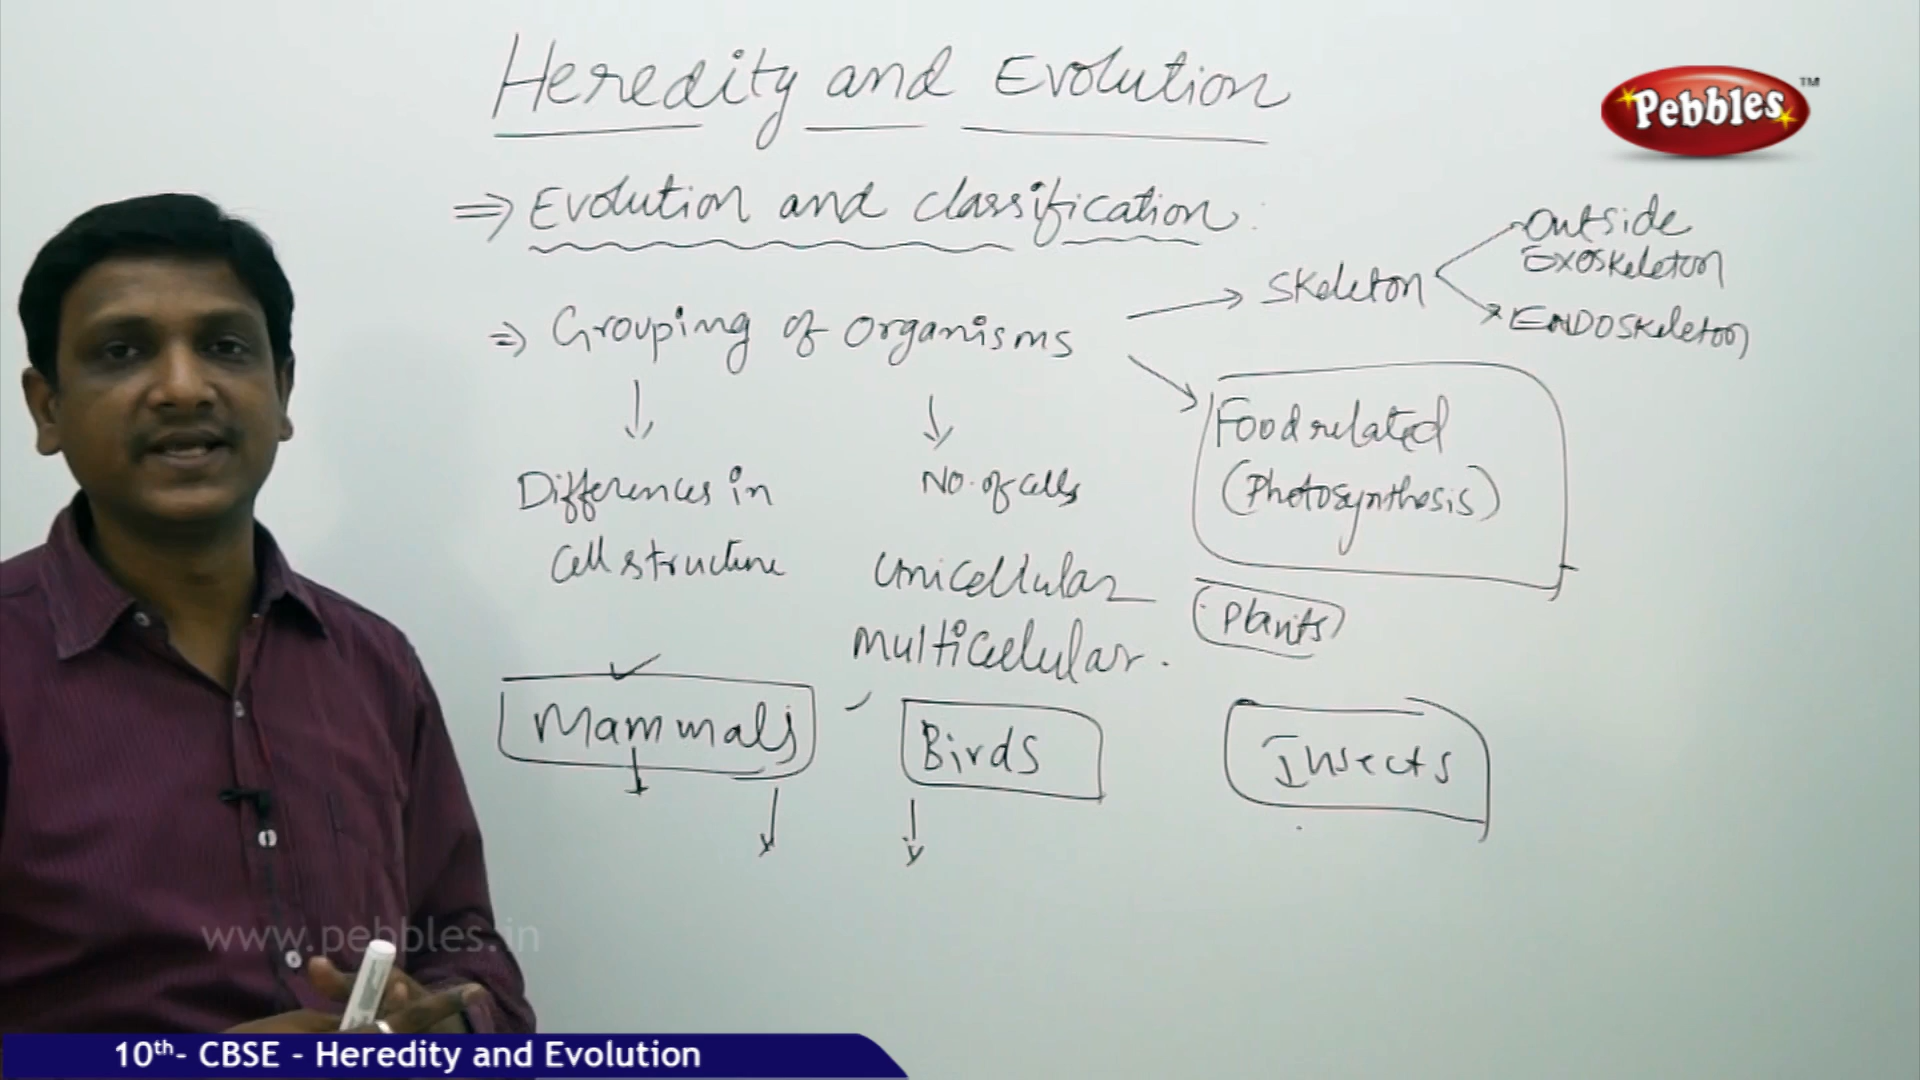 Heredity and Evolution
Pebbles™
⇒ Evolution and classification
⇒ Grouping of Organisms
→ Skeleton
Outside
Exoskeleton
ENDOSkeleton
Food related
(Photosynthesis)
Plants
Differences in
Cell structure
No. of cells
Unicellular
Multicellular.
Mammals
Birds
Insects
www.pebbles.in
10th- CBSE - Heredity and Evolution